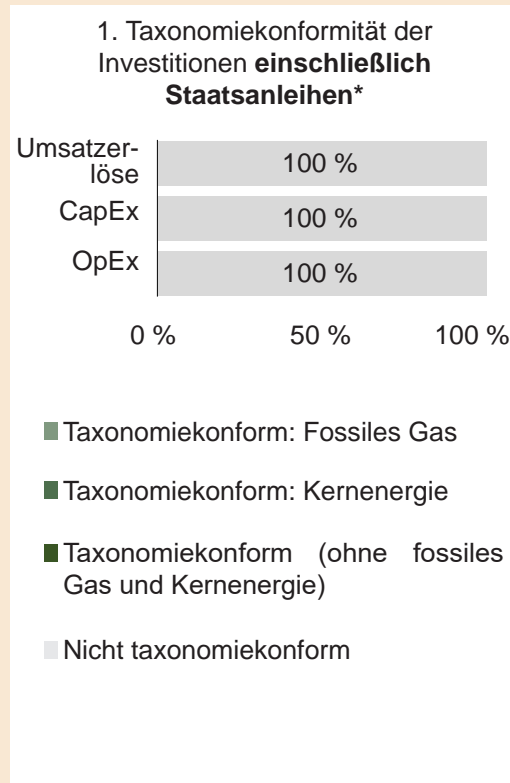 1. Taxonomiekonformität der
Investitionen einschließlich
Staatsanleihen*
Umsatzer-
löse
100 %
CapEx
100 %
OpEx
100 %
0 % 50 % 100 %
Taxonomiekonform: Fossiles Gas
Taxonomiekonform: Kernenergie
Taxonomiekonform (ohne fossiles
Gas und Kernenergie)
Nicht taxonomiekonform